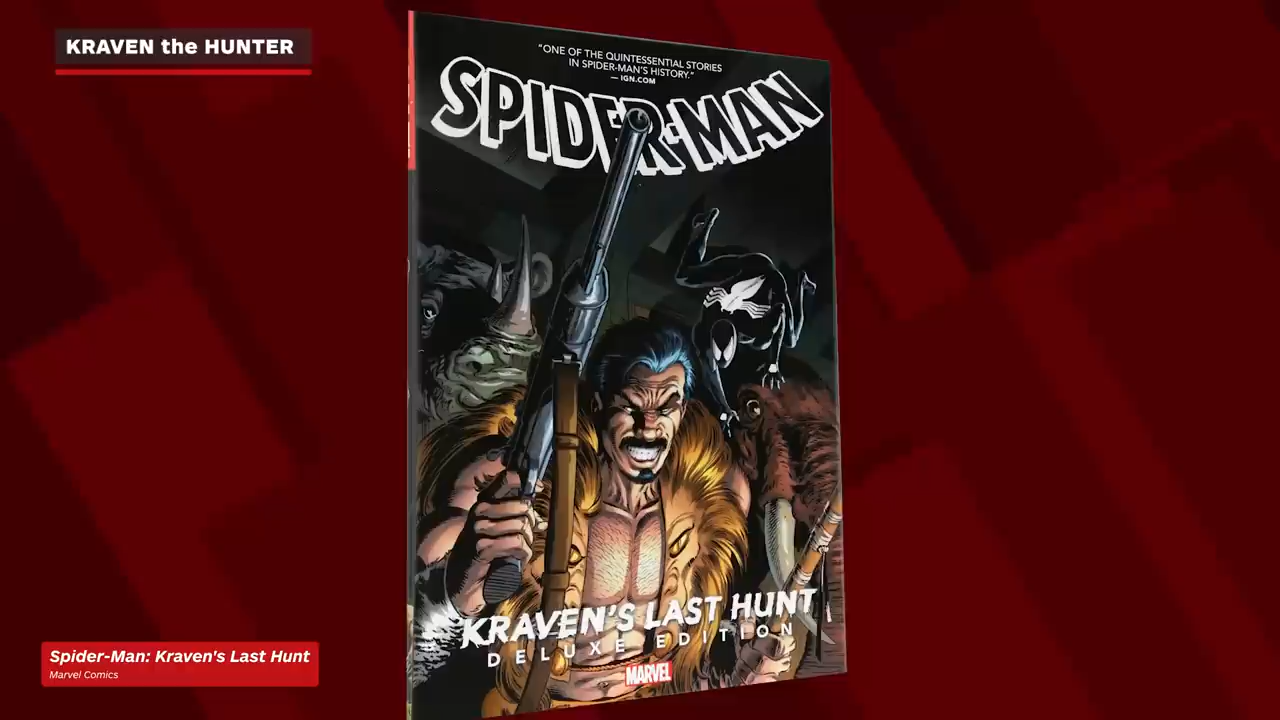 KRAVEN the HUNTER
"ONE OF THE QUINTESSENTIAL STORIES
IN SPIDER-MAN'S HISTORY."
— IGN.COM
SPIDER-MAN
KRAVEN'S LAST HUNT
DELUXE EDITION
MARVEL
Spider-Man: Kraven's Last Hunt
Marvel Comics